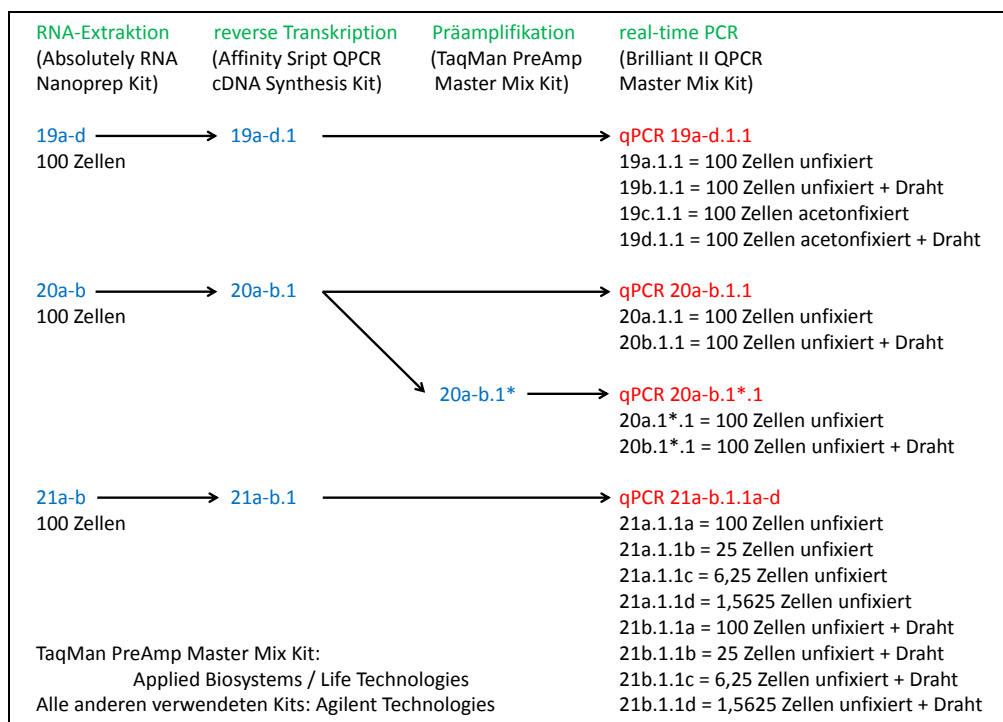 RNA-Extraktion reverse Transkription Präamplifikation real-time PCR
(Absolutely RNA (Affinity Sript QPCR (TaqMan PreAmp (Brilliant II QPCR
Nanoprep Kit) cDNA Synthesis Kit) Master Mix Kit) Master Mix Kit)
19a-d 19a-d.1 qPCR 19a-d.1.1
100 Zellen 19a.1.1 = 100 Zellen unfixiert
19b.1.1 = 100 Zellen unfixiert + Draht
19c.1.1 = 100 Zellen acetonfixiert
19d.1.1 = 100 Zellen acetonfixiert + Draht
20a-b 20a-b.1 qPCR 20a-b.1.1
100 Zellen 20a.1.1 = 100 Zellen unfixiert
20b.1.1 = 100 Zellen unfixiert + Draht
20a-b.1* qPCR 20a-b.1*.1
20a.1*.1 = 100 Zellen unfixiert
20b.1*.1 = 100 Zellen unfixiert + Draht
21a-b 21a-b.1 qPCR 21a-b.1.1a-d
100 Zellen 21a.1.1a = 100 Zellen unfixiert
21a.1.1b = 25 Zellen unfixiert
21a.1.1c = 6,25 Zellen unfixiert
21a.1.1d = 1,5625 Zellen unfixiert
21b.1.1a = 100 Zellen unfixiert + Draht
TaqMan PreAmp Master Mix Kit: 21b.1.1b = 25 Zellen unfixiert + Draht
Applied Biosystems / Life Technologies 21b.1.1c = 6,25 Zellen unfixiert + Draht
Alle anderen verwendeten Kits: Agilent Technologies 21b.1.1d = 1,5625 Zellen unfixiert + Draht